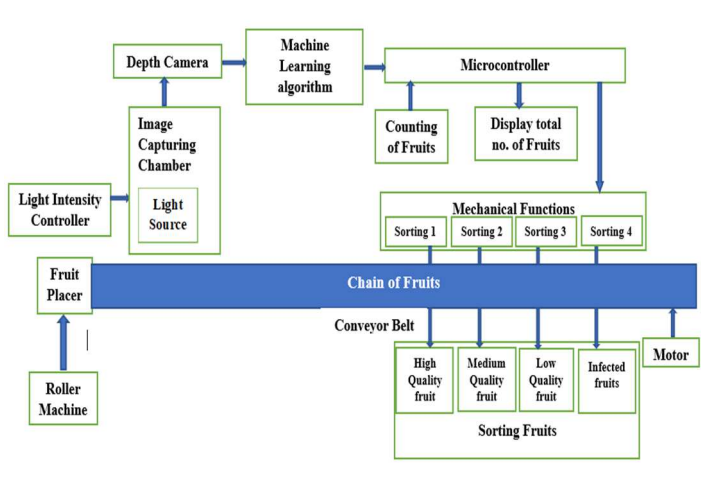 Depth Camera
Machine
Learning
algorithm
Microcontroller
Image
Capturing
Chamber
Light
Source
Light Intensity
Controller
Counting
of Fruits
Display total
no. of Fruits
Mechanical Functions
Sorting 1
Sorting 2
Sorting 3
Sorting 4
Fruit
Placer
Chain of Fruits
Conveyor Belt
Motor
Roller
Machine
High
Quality
fruit
Medium
Quality
fruit
Low
Quality
fruit
Infected
fruits
Sorting Fruits